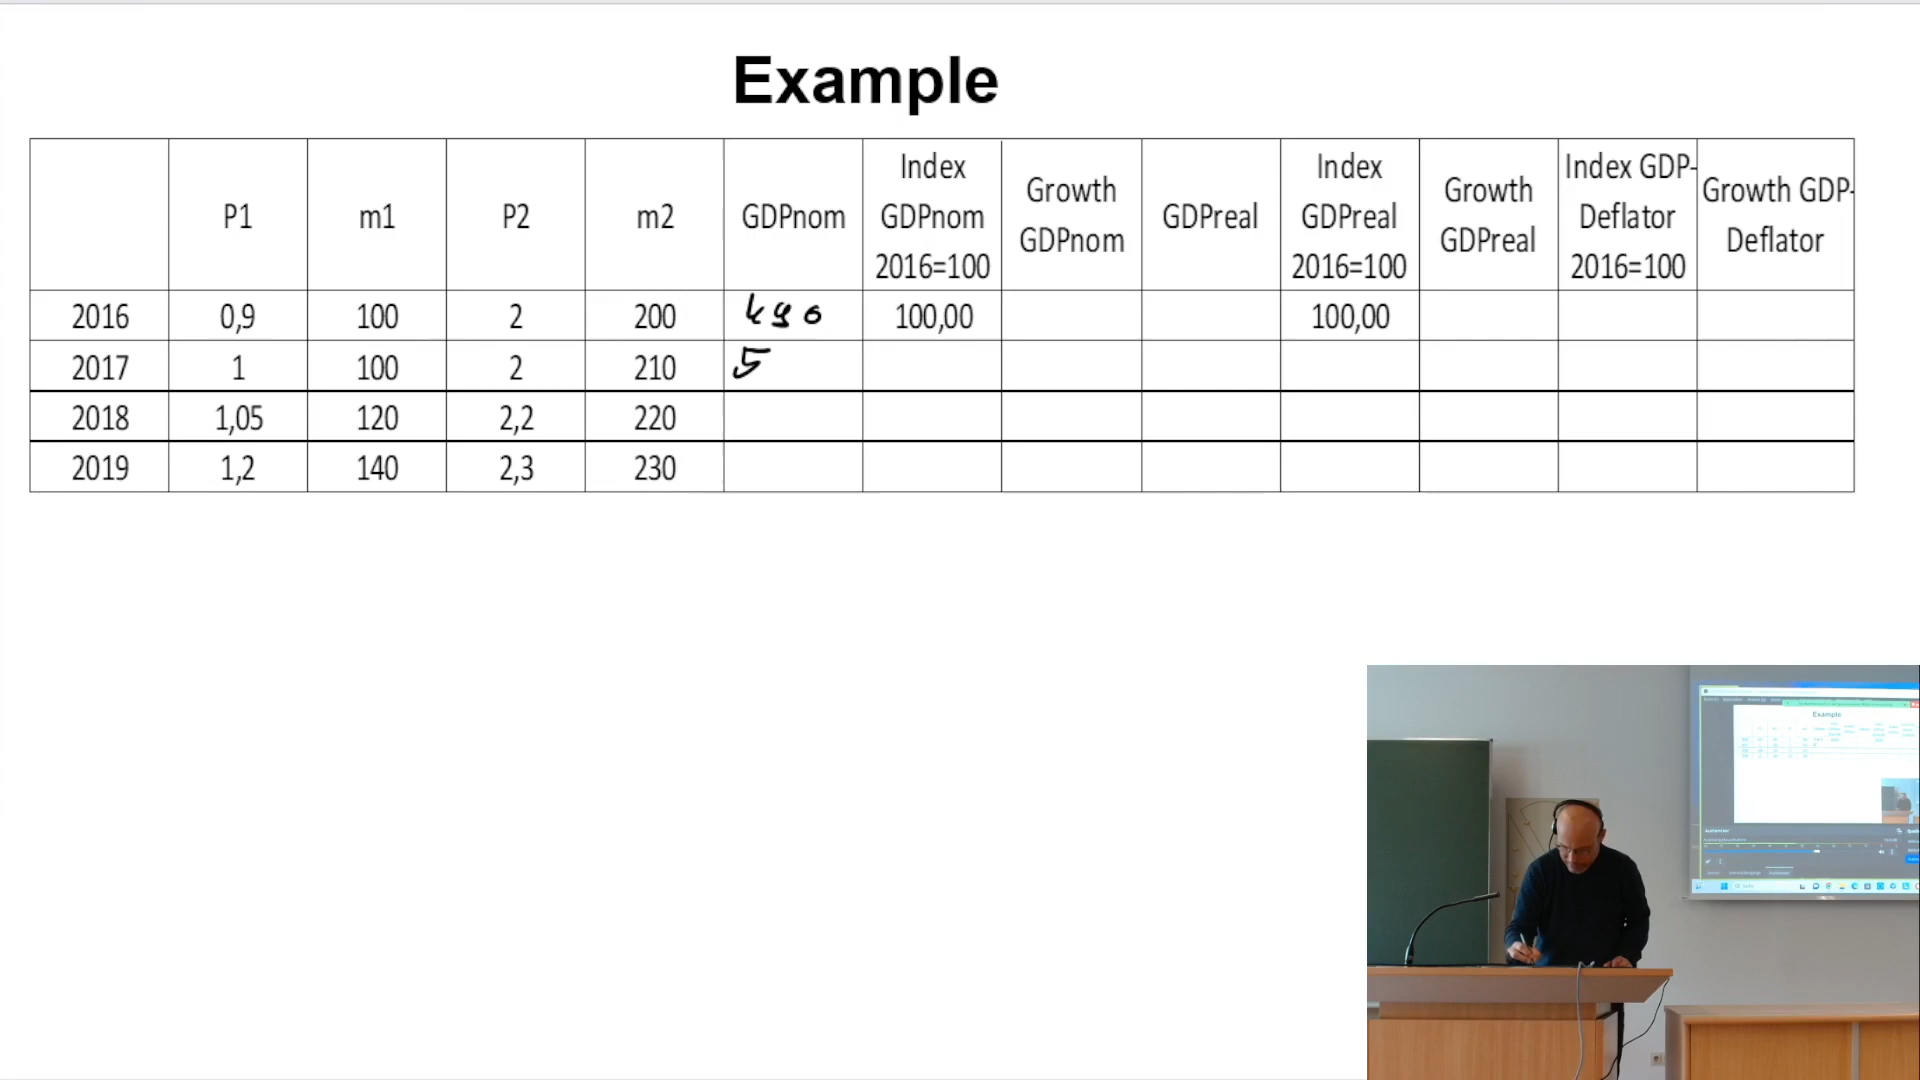 Example
P1 m1 P2 m2 GDPnom Index GDPnom 2016=100 Growth GDPnom GDPreal Index GDPreal 2016=100 Growth GDPreal Index GDP-Deflator 2016=100 Growth GDP-Deflator
2016 0,9 100 2 200 490 100,00 100,00
2017 1 100 2 210 5
2018 1,05 120 2,2 220
2019 1,2 140 2,3 230
Example